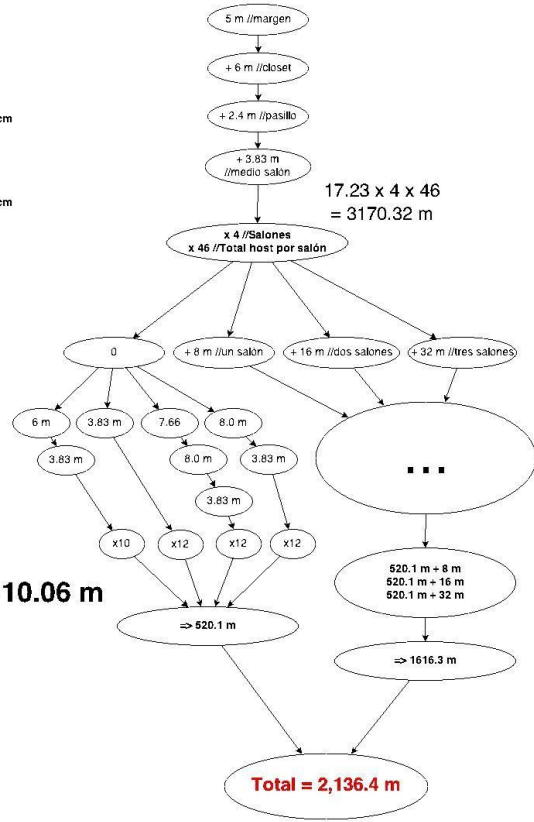 5 m //margen
+ 6 m //closet
cm
+ 2.4 m //pasillo
+ 3.83 m
//medio salón
cm
17.23 x 4 x 46
= 3170.32 m
x 4 //Salones
x 46 //Total host por salón
0
+ 8 m //un salón
+ 16 m //dos salones
+ 32 m //tres salones
6 m
3.83 m
7.66
8.0 m
3.83 m
8.0 m
3.83 m
...
3.83 m
x10
x12
x12
x12
520.1 m + 8 m
520.1 m + 16 m
520.1 m + 32 m
10.06 m
=> 520.1 m
=> 1616.3 m
Total = 2,136.4 m